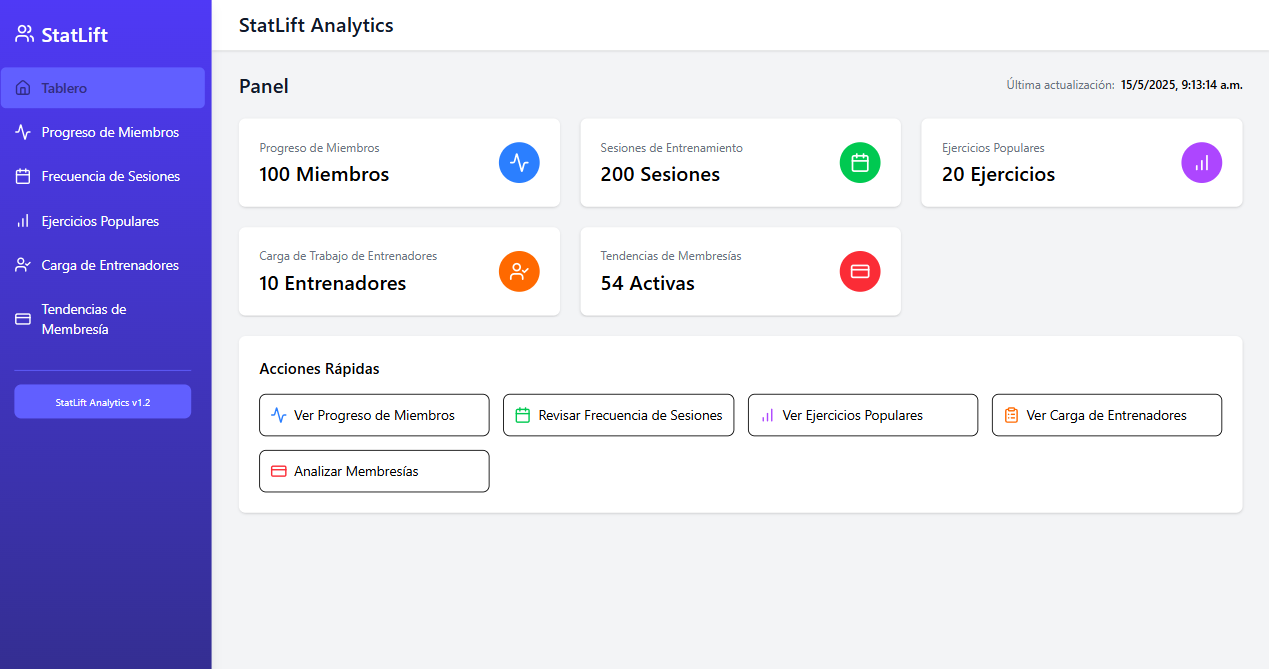 StatLift
Tablero
Progreso de Miembros
Frecuencia de Sesiones
Ejercicios Populares
Carga de Entrenadores
Tendencias de
Membresía
StatLift Analytics v1.2
StatLift Analytics
Panel
Última actualización: 15/5/2025, 9:13:14 a.m.
Progreso de Miembros
100 Miembros
Sesiones de Entrenamiento
200 Sesiones
Ejercicios Populares
20 Ejercicios
Carga de Trabajo de Entrenadores
10 Entrenadores
Tendencias de Membresías
54 Activas
Acciones Rápidas
Ver Progreso de Miembros
Revisar Frecuencia de Sesiones
Ver Ejercicios Populares
Ver Carga de Entrenadores
Analizar Membresías